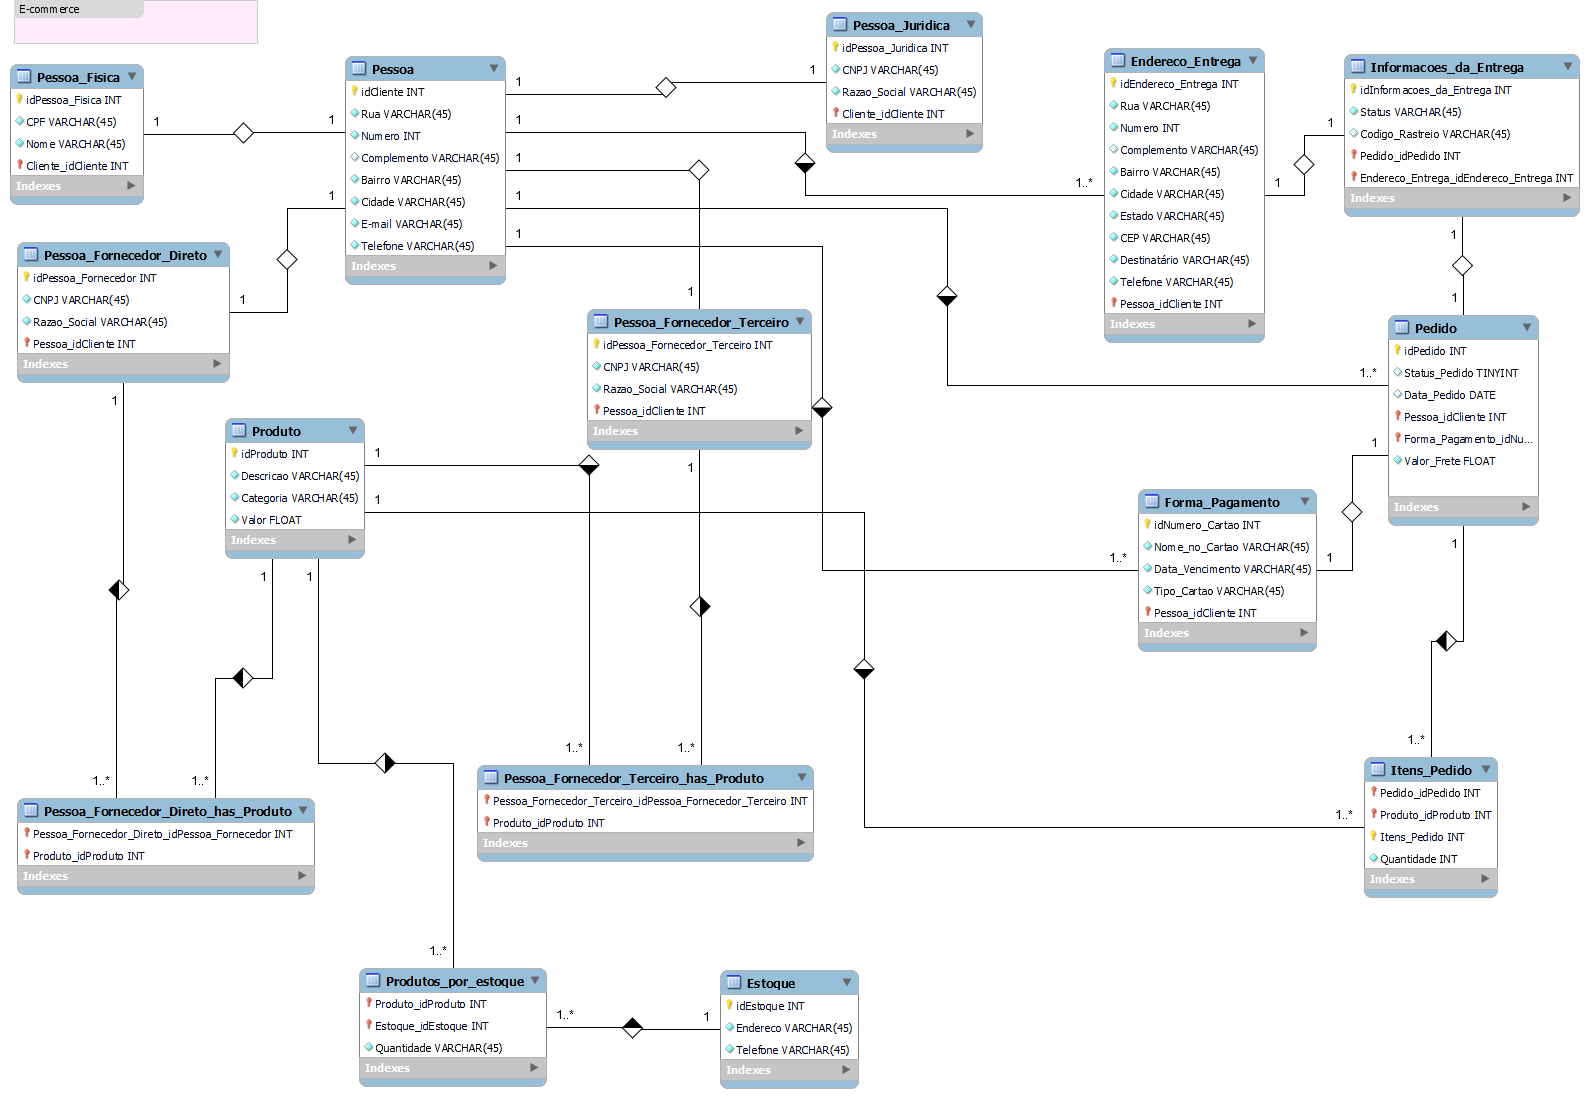 E-commerce
Pessoa_Fisica
idPessoa_Fisica INT
CPF VARCHAR(45)
Nome VARCHAR(45)
Cliente_idCliente INT
Indexes
Pessoa
idCliente INT
Rua VARCHAR(45)
Numero INT
Complemento VARCHAR(45)
Bairro VARCHAR(45)
Cidade VARCHAR(45)
E-mail VARCHAR(45)
Telefone VARCHAR(45)
Indexes
Pessoa_Juridica
idPessoa_Juridica INT
CNPJ VARCHAR(45)
Razao_Social VARCHAR(45)
Cliente_idCliente INT
Indexes
Endereco_Entrega
idEndereco_Entrega INT
Rua VARCHAR(45)
Numero INT
Complemento VARCHAR(45)
Bairro VARCHAR(45)
Cidade VARCHAR(45)
Estado VARCHAR(45)
CEP VARCHAR(45)
Destinatário VARCHAR(45)
Telefone VARCHAR(45)
Pessoa_idCliente INT
Indexes
Informacoes_da_Entrega
idInformacoes_da_Entrega INT
Status VARCHAR(45)
Codigo_Rastreio VARCHAR(45)
Pedido_idPedido INT
Endereco_Entrega_idEndereco_Entrega INT
Indexes
1
1
1
1
1
1
1
1
1
1..*
1
1
1
1
1
1
1..*
1
1
1..*
Pessoa_Fornecedor_Direto
idPessoa_Fornecedor INT
CNPJ VARCHAR(45)
Razao_Social VARCHAR(45)
Pessoa_idCliente INT
Indexes
Pessoa_Fornecedor_Terceiro
idPessoa_Fornecedor_Terceiro INT
CNPJ VARCHAR(45)
Razao_Social VARCHAR(45)
Pessoa_idCliente INT
Indexes
Pedido
idPedido INT
Status_Pedido TINYINT
Data_Pedido DATE
Pessoa_idCliente INT
Forma_Pagamento_idNu...
Valor_Frete FLOAT
Indexes
Produto
idProduto INT
Descricao VARCHAR(45)
Categoria VARCHAR(45)
Valor FLOAT
Indexes
Forma_Pagamento
idNumero_Cartao INT
Nome_no_Cartao VARCHAR(45)
Data_Vencimento VARCHAR(45)
Tipo_Cartao VARCHAR(45)
Pessoa_idCliente INT
Indexes
1
1
1
1
1
1
1
1..*
1..*
1..*
1..*
1..*
1..*
Pessoa_Fornecedor_Direto_has_Produto
Pessoa_Fornecedor_Direto_idPessoa_Fornecedor INT
Produto_idProduto INT
Indexes
Pessoa_Fornecedor_Terceiro_has_Produto
Pessoa_Fornecedor_Terceiro_idPessoa_Fornecedor_Terceiro INT
Produto_idProduto INT
Indexes
Itens_Pedido
Pedido_idPedido INT
Produto_idProduto INT
Itens_Pedido INT
Quantidade INT
Indexes
1..*
Produtos_por_estoque
Produto_idProduto INT
Estoque_idEstoque INT
Quantidade VARCHAR(45)
Indexes
1..*
1
Estoque
idEstoque INT
Endereco VARCHAR(45)
Telefone VARCHAR(45)
Indexes